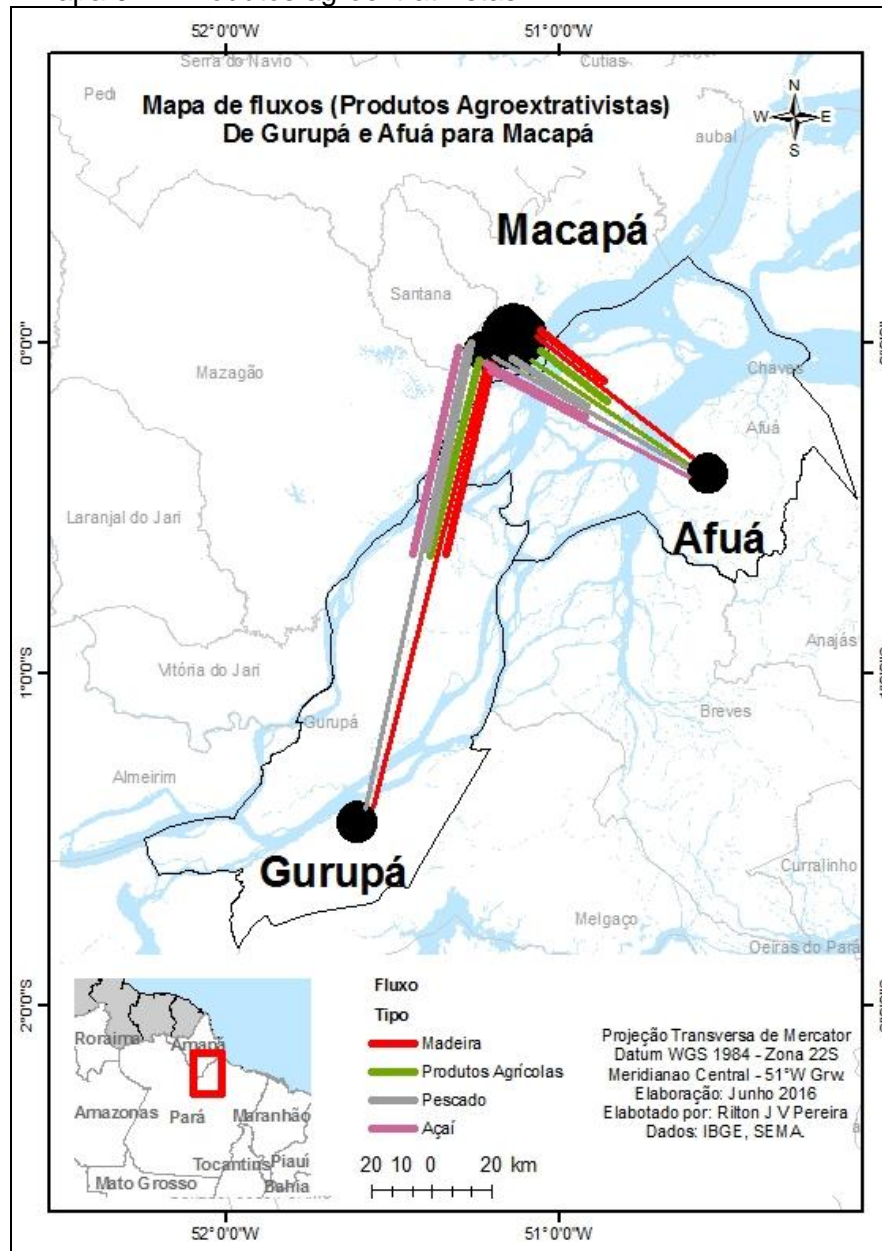 52°0'0"W 51°0'0"W
Serra do Navio Cutias
Pedi
Mapa de fluxos (Produtos Agroextrativistas)
De Gurupá e Afuá para Macapá
N
W E
S
aubal
Macapá
Santana
0°0'0"
Mazagão
Chaves
Afuá
Laranjal do Jari
Afuá
Anajás
Vitória do Jari
1°0'0"S
Gurupá
Breves
Almeirim
Gurupá
Curralinho
Melgaço
Oeiras do Pará
2°0'0"S
Roraima
Amapá
Amazonas
Pará
Maranhão
Tocantins
Piauí
Mato Grosso
Bahia
Fluxo
Tipo
Madeira
Produtos Agrícolas
Pescado
Açaí
20 10 0 20 km
Projeção Transversa de Mercator
Datum WGS 1984 - Zona 22S
Meridianao Central - 51°W Grw.
Elaboração: Junho 2016
Elabotado por: Rilton J V Pereira
Dados: IBGE, SEMA.
52°0'0"W 51°0'0"W